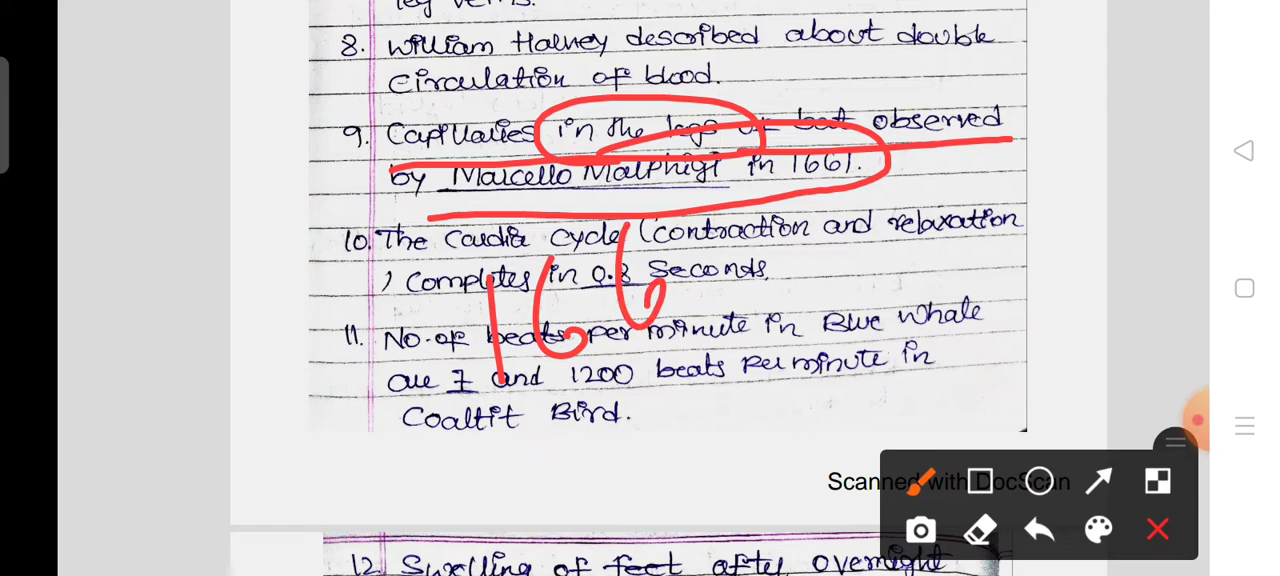 leg veins.
8. William Harvey described about double
circulation of blood.
9. Capillaries in the legs of bat observed
by Marcello Malphigi in 1661.
10. The Cardia cycle (contraction and relaxation
) Completes in 0.8 Seconds.
11. No. of beats per minute in Blue whale
are 7 and 1200 beats per minute in
Coaltit Bird.
Scanned with DocScan
12. Swelling of feet after overnight